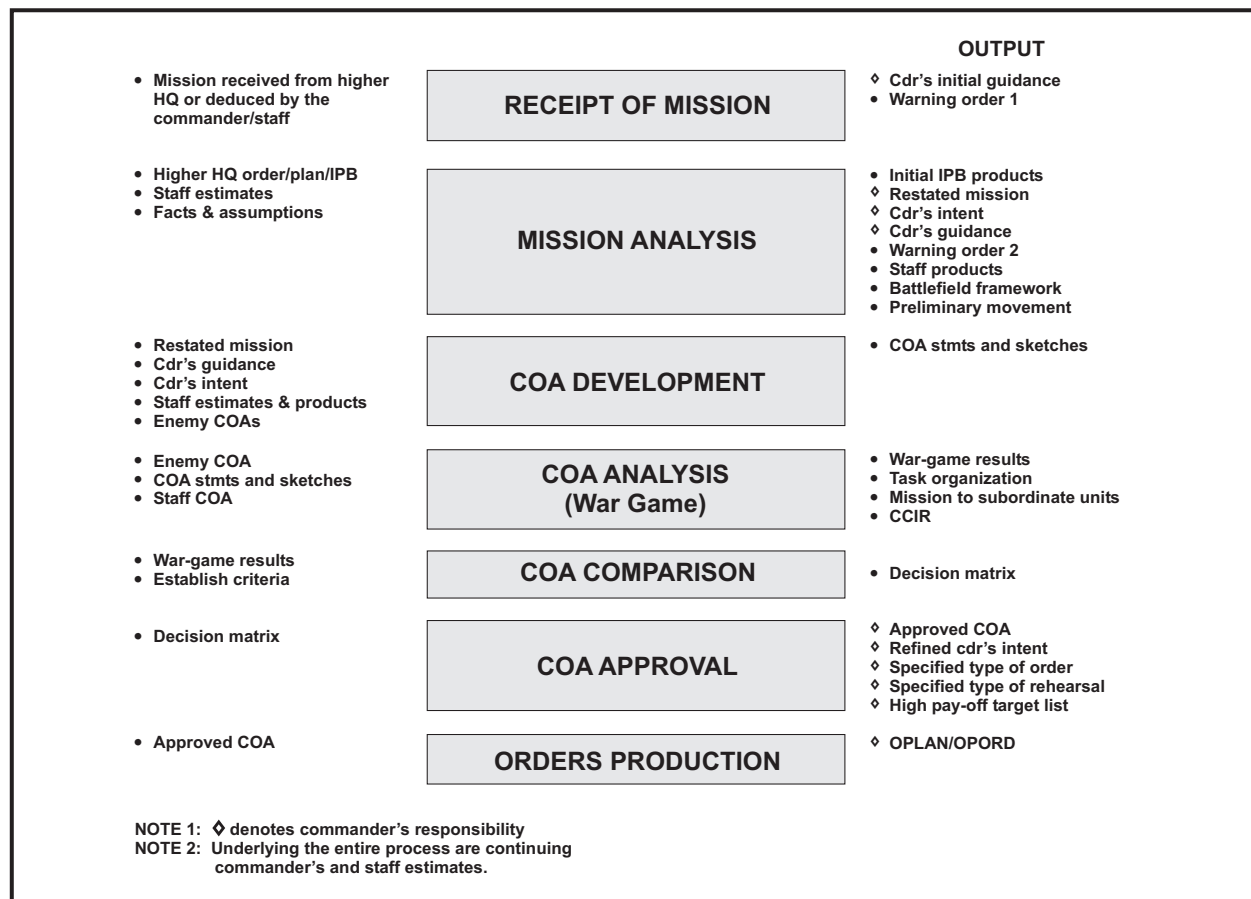 OUTPUT
• Mission received from higher
HQ or deduced by the
commander/staff
RECEIPT OF MISSION
◊ Cdr's initial guidance
• Warning order 1
• Higher HQ order/plan/IPB
• Staff estimates
• Facts & assumptions
MISSION ANALYSIS
• Initial IPB products
◊ Restated mission
◊ Cdr's intent
◊ Cdr's guidance
• Warning order 2
• Staff products
• Battlefield framework
• Preliminary movement
• Restated mission
• Cdr's guidance
• Cdr's intent
• Staff estimates & products
• Enemy COAs
COA DEVELOPMENT
• COA stmts and sketches
• Enemy COA
• COA stmts and sketches
• Staff COA
COA ANALYSIS
(War Game)
• War-game results
• Task organization
• Mission to subordinate units
• CCIR
• War-game results
• Establish criteria
COA COMPARISON
• Decision matrix
• Decision matrix
COA APPROVAL
◊ Approved COA
◊ Refined cdr's intent
◊ Specified type of order
◊ Specified type of rehearsal
◊ High pay-off target list
• Approved COA
ORDERS PRODUCTION
◊ OPLAN/OPORD
NOTE 1: ◊ denotes commander's responsibility
NOTE 2: Underlying the entire process are continuing
commander's and staff estimates.